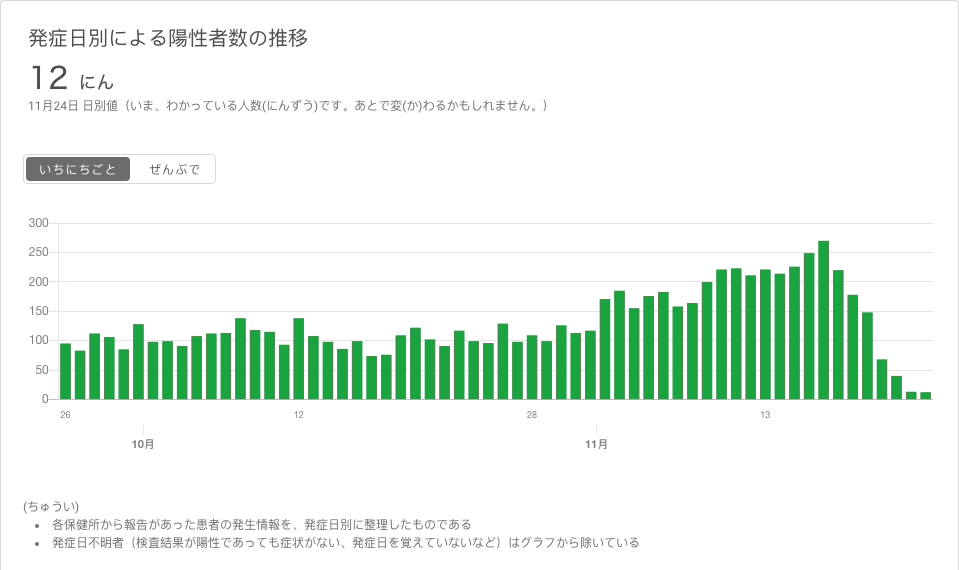 発症日別による陽性者数の推移
12 にん
11月24日 日別値（いま、わかっている人数(にんずう)です。あとで変(か)わるかもしれません。）
いちにちごと ぜんぶで
300
250
200
150
100
50
0
26 12 28 13
10月 11月
(ちゅうい)
• 各保健所から報告があった患者の発生情報を、発症日別に整理したものである
• 発症日不明者（検査結果が陽性であっても症状がない、発症日を覚えていないなど）はグラフから除いている